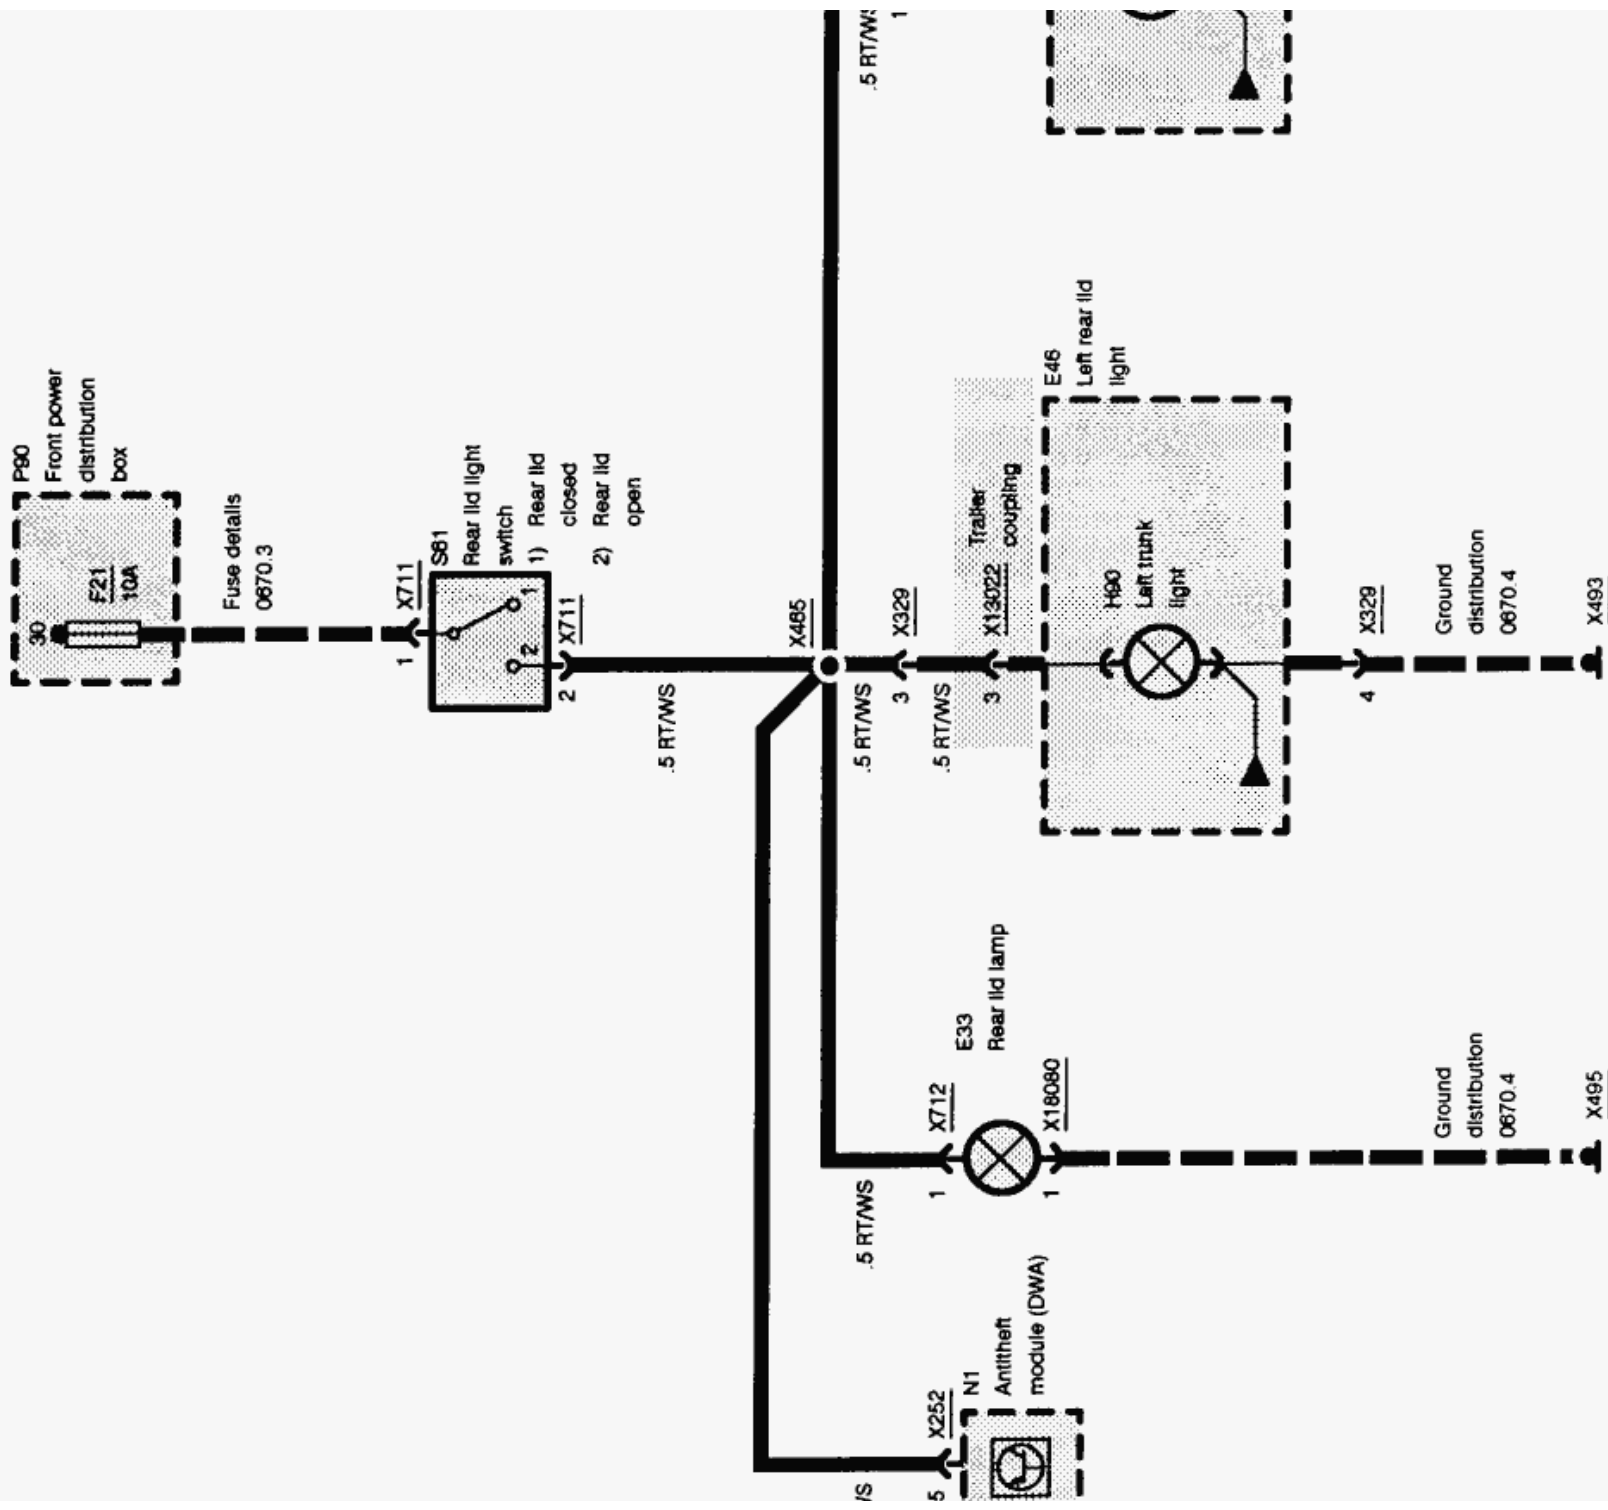 P90
Front power
distribution
box
30
F21
10A
Fuse details
0670.3
X711
1
S81
Rear lid light
switch
1) Rear lid
closed
2) Rear lid
open
1
2
X711
2
.5 RT/WS
X485
.5 RT/WS
1
.5 RT/WS
X329
3
.5 RT/WS
X13022
3
Trailer
coupling
E46
Left rear lid
light
H90
Left trunk
light
X329
4
Ground
distribution
0670.4
X493
.5 RT/WS
X712
1
E33
Rear lid lamp
X18080
1
Ground
distribution
0670.4
X495
X252
5
N1
Antitheft
module (DWA)